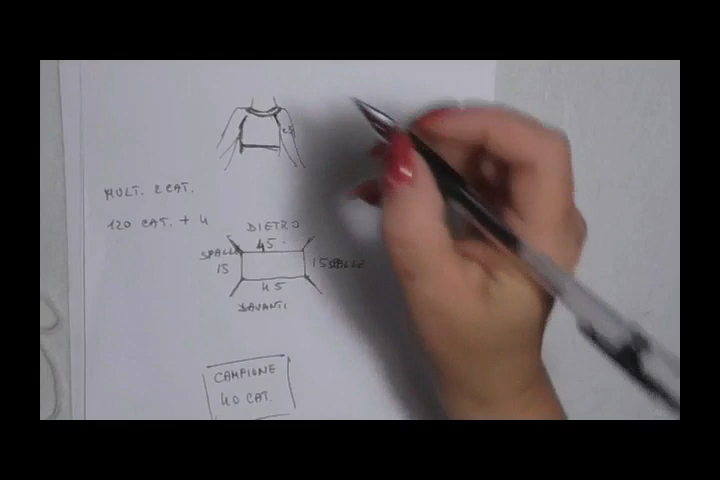 MULT. 2 CAT.
120 CAT. + 4
DIETRO
45
SPALLE
15
15 SPALLE
45
DAVANTI
CAMPIONE
40 CAT.